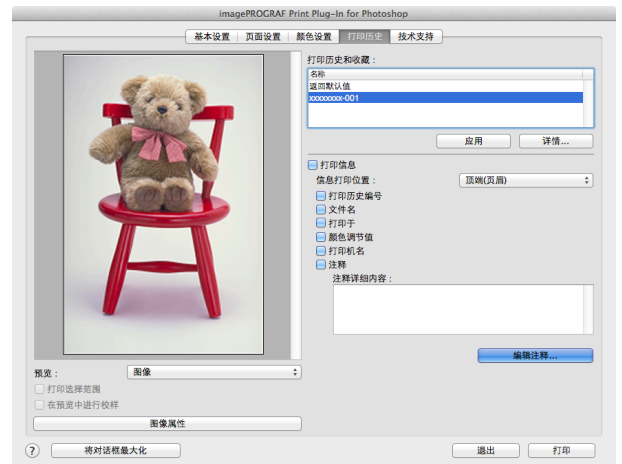 imagePROGRAF Print Plug-In for Photoshop
基本设置 页面设置 颜色设置 打印历史 技术支持
打印历史和收藏：
名称
返回默认值
xxxxxxxx-001
应用 详情...
打印信息
信息打印位置： 顶端(页眉)
打印历史编号
文件名
打印于
颜色调节值
打印机名
注释
注释详细内容：
编辑注释...
预览： 图像
打印选择范围
在预览中进行校样
图像属性
? 将对话框最大化 退出 打印